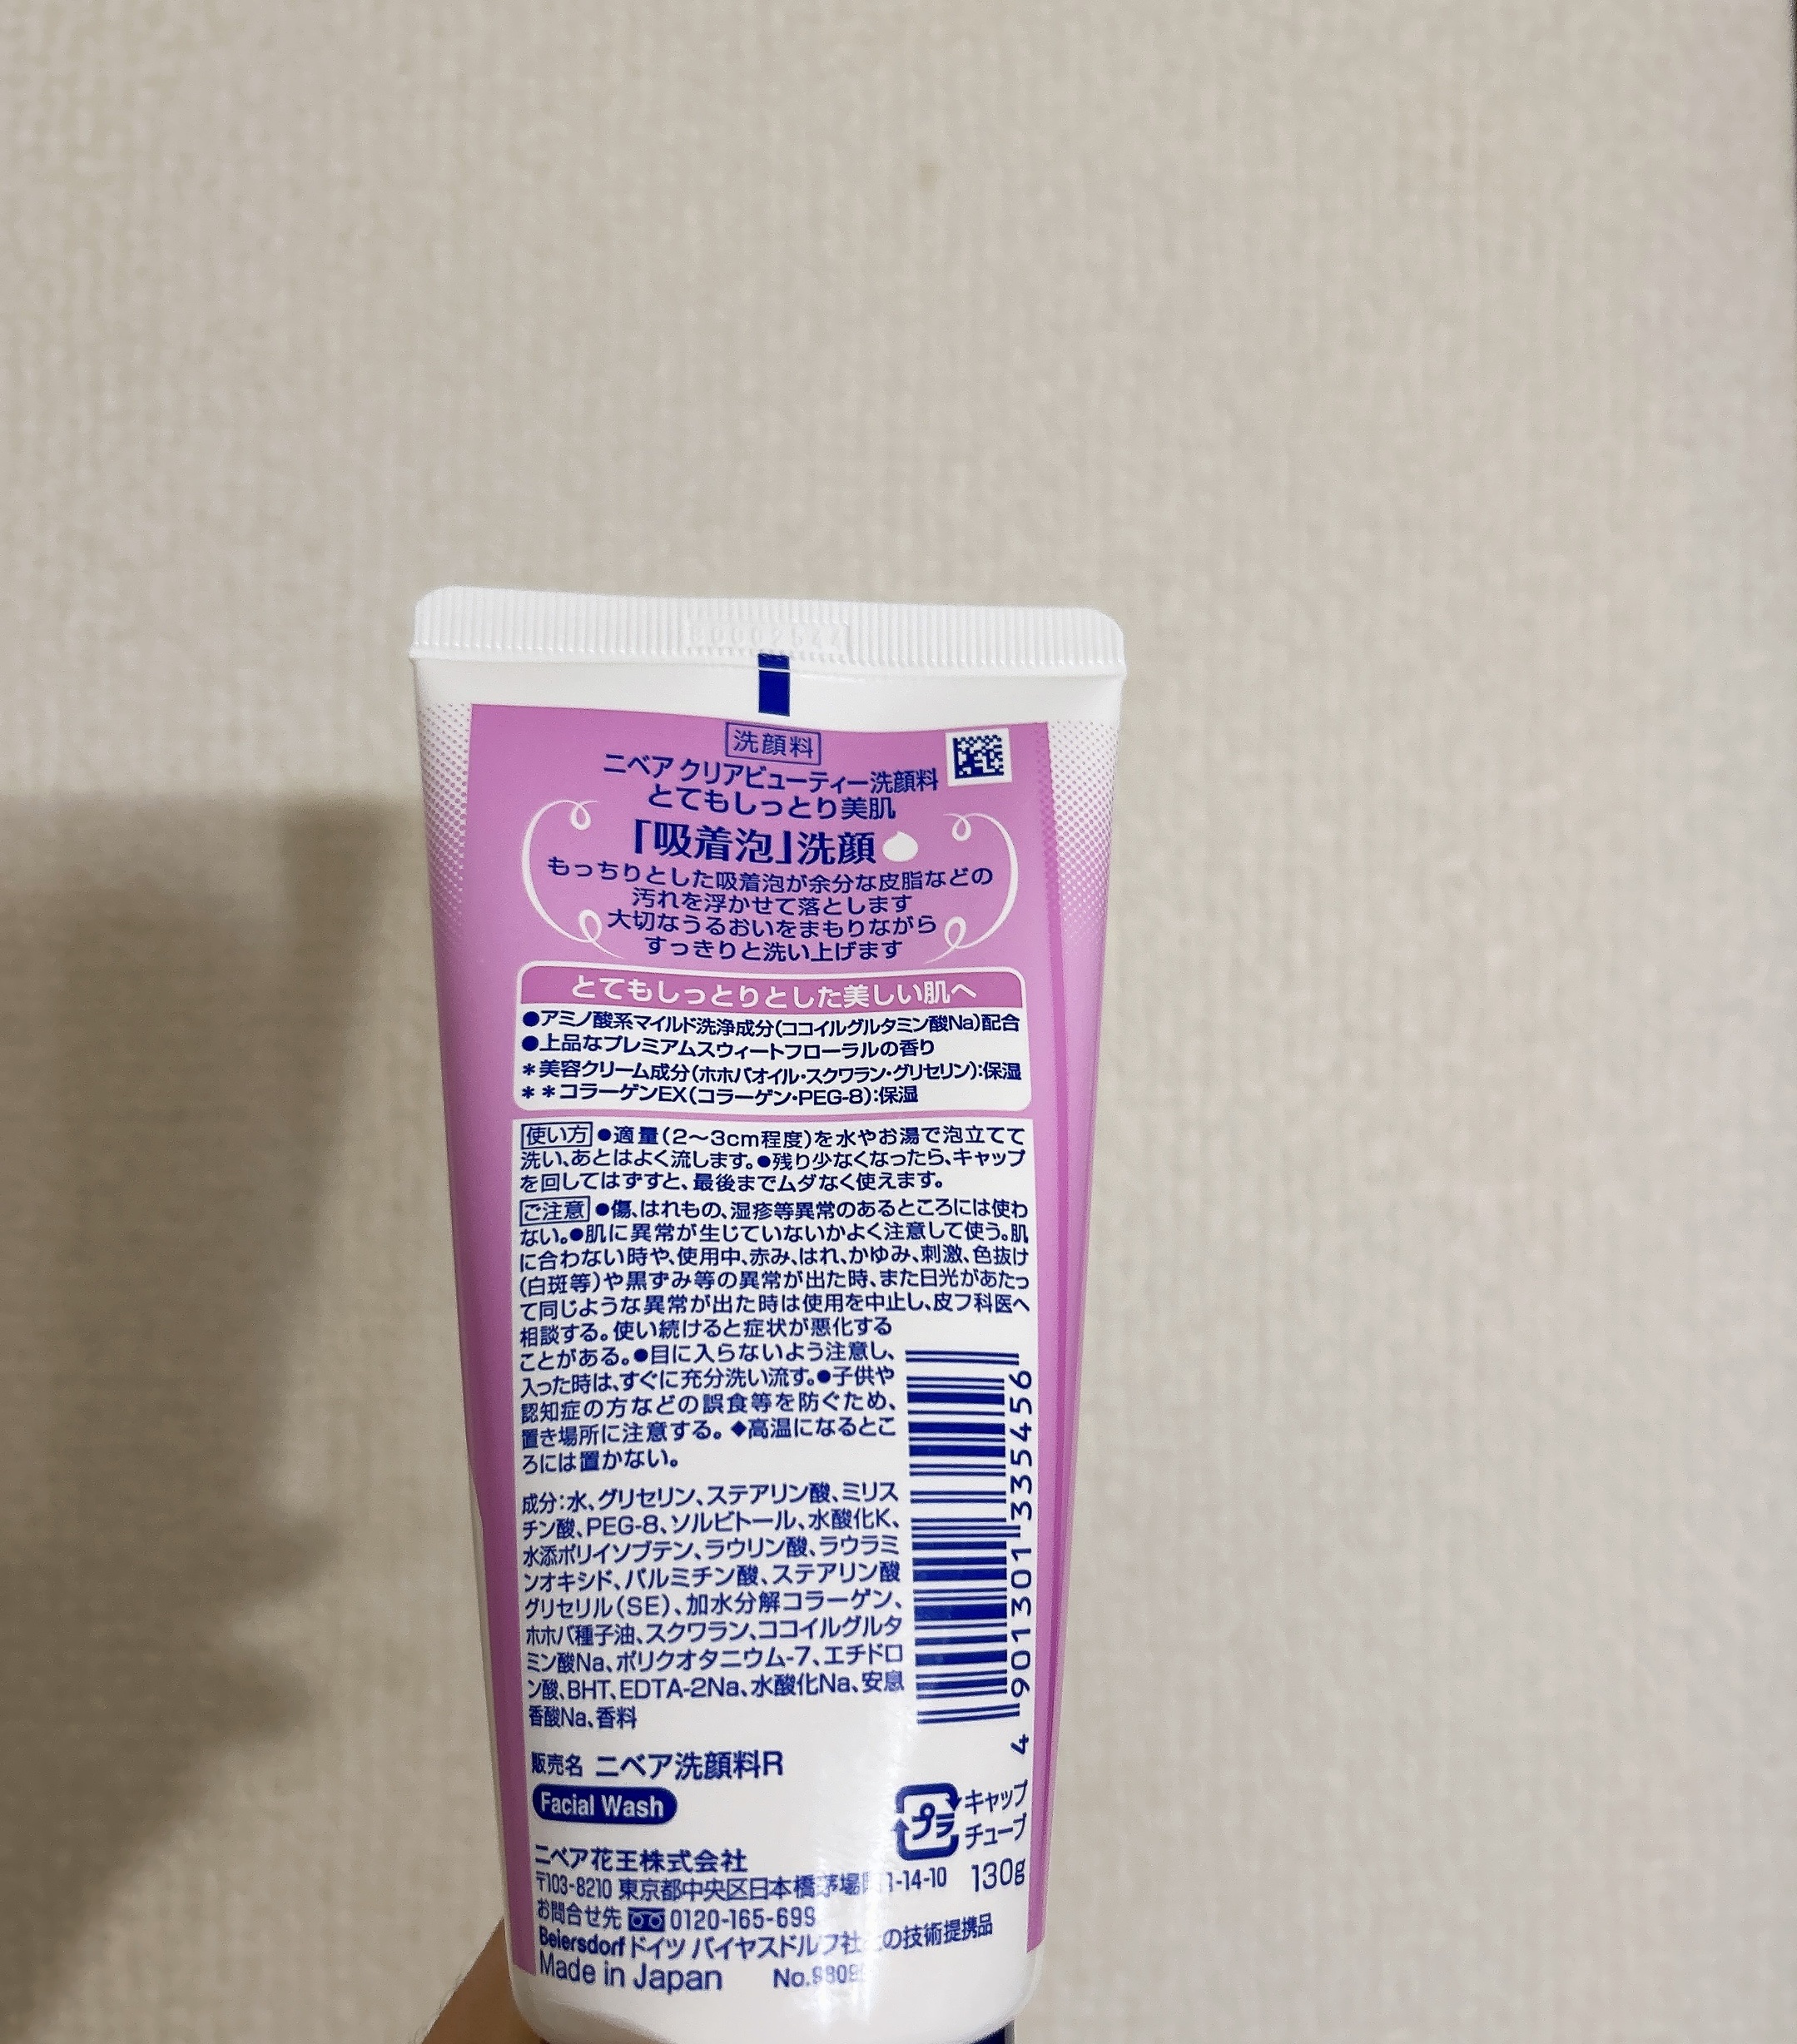 洗顔料
ニベア クリアビューティー洗顔料
とてもしっとり美肌
「吸着泡」洗顔
もっちりとした吸着泡が余分な皮脂などの
汚れを浮かせて落とします
大切なうるおいをまもりながら
すっきりと洗い上げます
とてもしっとりとした美しい肌へ
●アミノ酸系マイルド洗浄成分(ココイルグルタミン酸Na)配合
●上品なプレミアムスウィートフローラルの香り
＊美容クリーム成分(ホホバオイル・スクワラン・グリセリン):保湿
＊＊コラーゲンEX(コラーゲン・PEG-8):保湿
使い方 ●適量(2～3cm程度)を水やお湯で泡立てて
洗い、あとはよく流します。●残り少なくなったら、キャップ
を回してはずすと、最後までムダなく使えます。
ご注意 ●傷、はれもの、湿疹等異常のあるところには使わ
ない。●肌に異常が生じていないかよく注意して使う。肌
に合わない時や、使用中、赤み、はれ、かゆみ、刺激、色抜け
(白斑等)や黒ずみ等の異常が出た時、また日光があたっ
て同じような異常が出た時は使用を中止し、皮フ科医へ
相談する。使い続けると症状が悪化する
ことがある。●目に入らないよう注意し、
入った時は、すぐに充分洗い流す。●子供や
認知症の方などの誤食等を防ぐため、
置き場所に注意する。◆高温になるとこ
ろには置かない。
成分:水、グリセリン、ステアリン酸、ミリス
チン酸、PEG-8、ソルビトール、水酸化K、
水添ポリイソブテン、ラウリン酸、ラウラミ
ンオキシド、パルミチン酸、ステアリン酸
グリセリル(SE)、加水分解コラーゲン、
ホホバ種子油、スクワラン、ココイルグルタ
ミン酸Na、ポリクオタニウム-7、エチドロ
ン酸、BHT、EDTA-2Na、水酸化Na、安息
香酸Na、香料
4 901301 335456
販売名 ニベア洗顔料R
Facial Wash
プラ
キャップ
チューブ
ニベア花王株式会社
〒103-8210 東京都中央区日本橋茅場 1-14-10 130g
お問合せ先 0120-165-699
Beiersdorf ドイツ バイヤスドルフ社 の技術提携品
Made in Japan No.